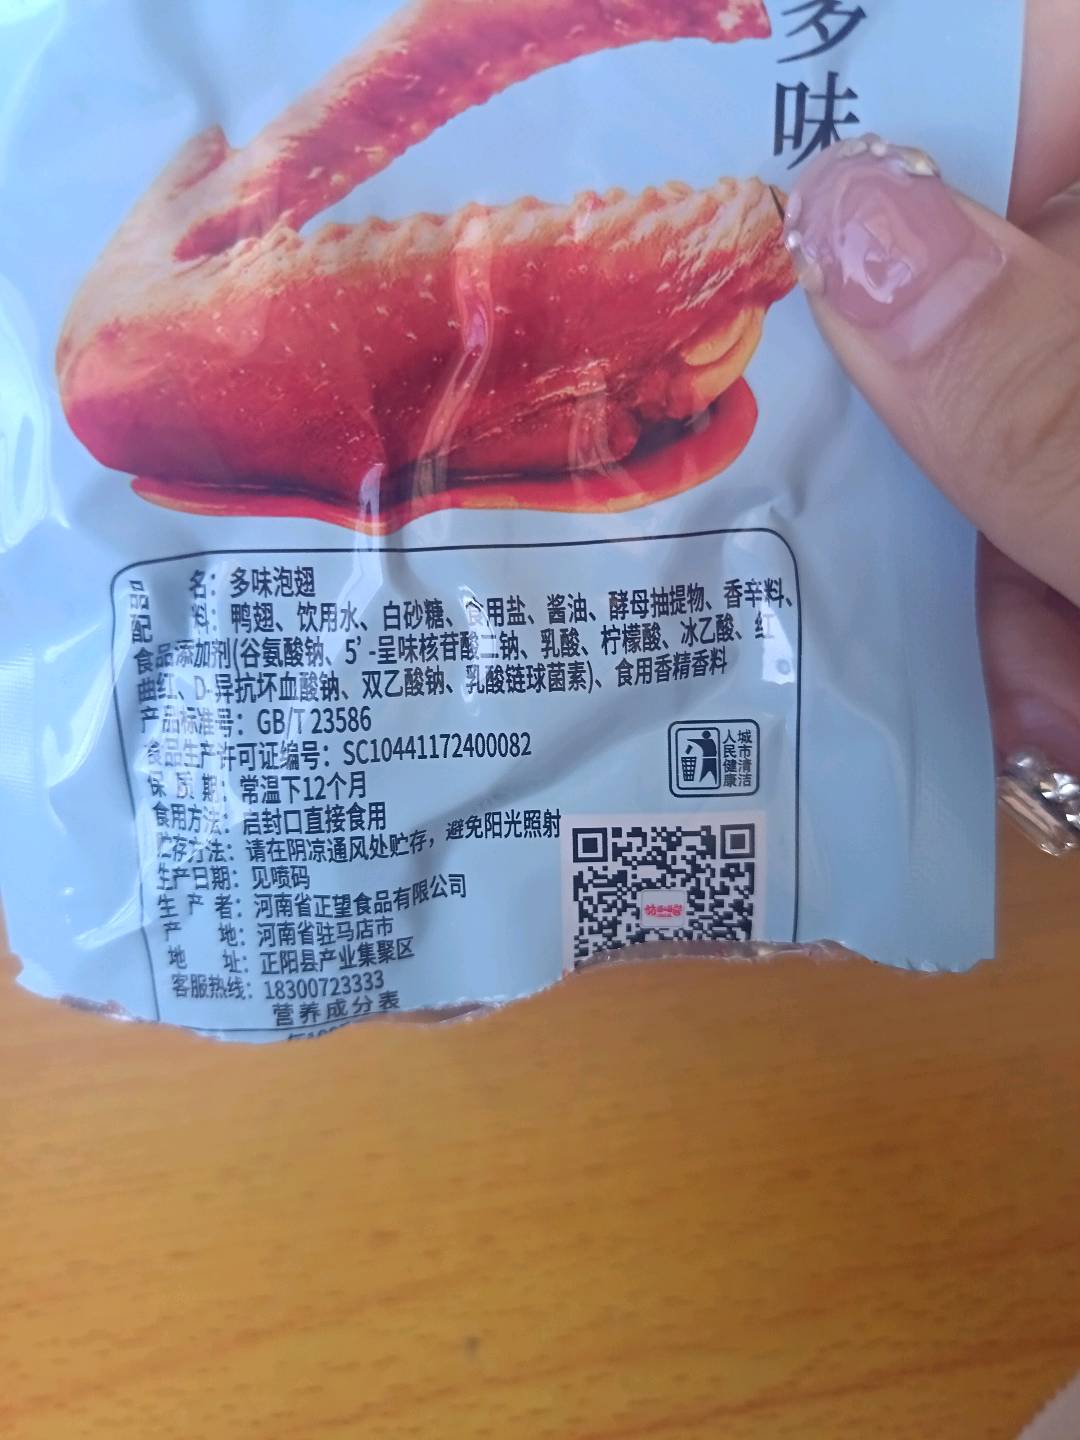 多味
品 名：多味泡翅
配 料：鸭翅、饮用水、白砂糖、食用盐、酱油、酵母抽提物、香辛料、
食品添加剂(谷氨酸钠、5’-呈味核苷酸二钠、乳酸、柠檬酸、冰乙酸、红
曲红、D-异抗坏血酸钠、双乙酸钠、乳酸链球菌素)、食用香精香料
产品标准号：GB/T 23586
食品生产许可证编号：SC10441172400082
保 质 期：常温下12个月
食用方法：启封口直接食用
贮存方法：请在阴凉通风处贮存，避免阳光照射
生产日期：见喷码
生 产 者：河南省正望食品有限公司
产 地：河南省驻马店市
地 址：正阳县产业集聚区
客服热线：18300723333
营养成分表
城市清洁
人民健康